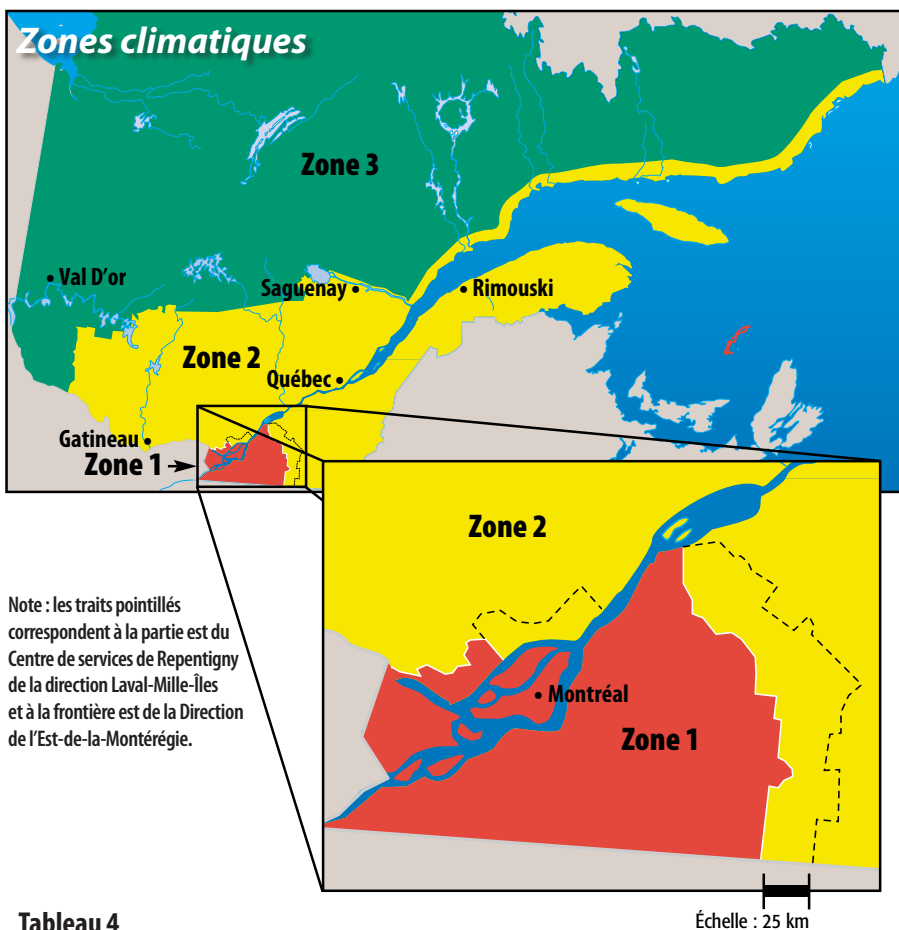 Zones climatiques
Zone 3
• Val D'or
Saguenay •
• Rimouski
Zone 2
Québec •
Gatineau •
Zone 1
Zone 2
Note : les traits pointillés
correspondent à la partie est du
Centre de services de Repentigny
de la direction Laval-Mille-Îles
et à la frontière est de la Direction
de l'Est-de-la-Montérégie.
• Montréal
Zone 1
Tableau 4
Échelle : 25 km